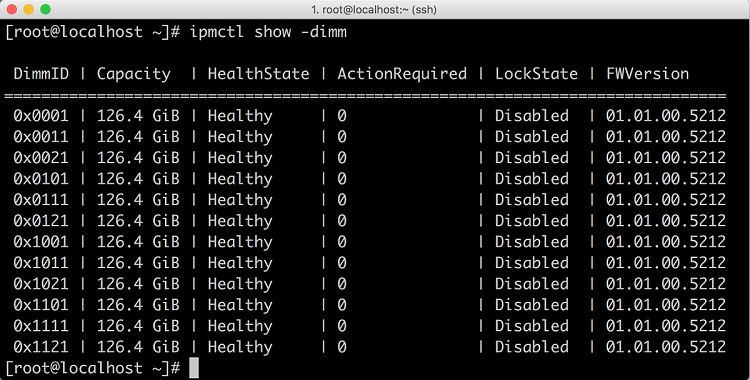 1. root@localhost:~ (ssh)
[root@localhost ~]# ipmctl show -dimm
DimmID | Capacity | HealthState | ActionRequired | LockState | FWVersion
==============================================================================
0x0001 | 126.4 GiB | Healthy | 0 | Disabled | 01.01.00.5212
0x0011 | 126.4 GiB | Healthy | 0 | Disabled | 01.01.00.5212
0x0021 | 126.4 GiB | Healthy | 0 | Disabled | 01.01.00.5212
0x0101 | 126.4 GiB | Healthy | 0 | Disabled | 01.01.00.5212
0x0111 | 126.4 GiB | Healthy | 0 | Disabled | 01.01.00.5212
0x0121 | 126.4 GiB | Healthy | 0 | Disabled | 01.01.00.5212
0x1001 | 126.4 GiB | Healthy | 0 | Disabled | 01.01.00.5212
0x1011 | 126.4 GiB | Healthy | 0 | Disabled | 01.01.00.5212
0x1021 | 126.4 GiB | Healthy | 0 | Disabled | 01.01.00.5212
0x1101 | 126.4 GiB | Healthy | 0 | Disabled | 01.01.00.5212
0x1111 | 126.4 GiB | Healthy | 0 | Disabled | 01.01.00.5212
0x1121 | 126.4 GiB | Healthy | 0 | Disabled | 01.01.00.5212
[root@localhost ~]#